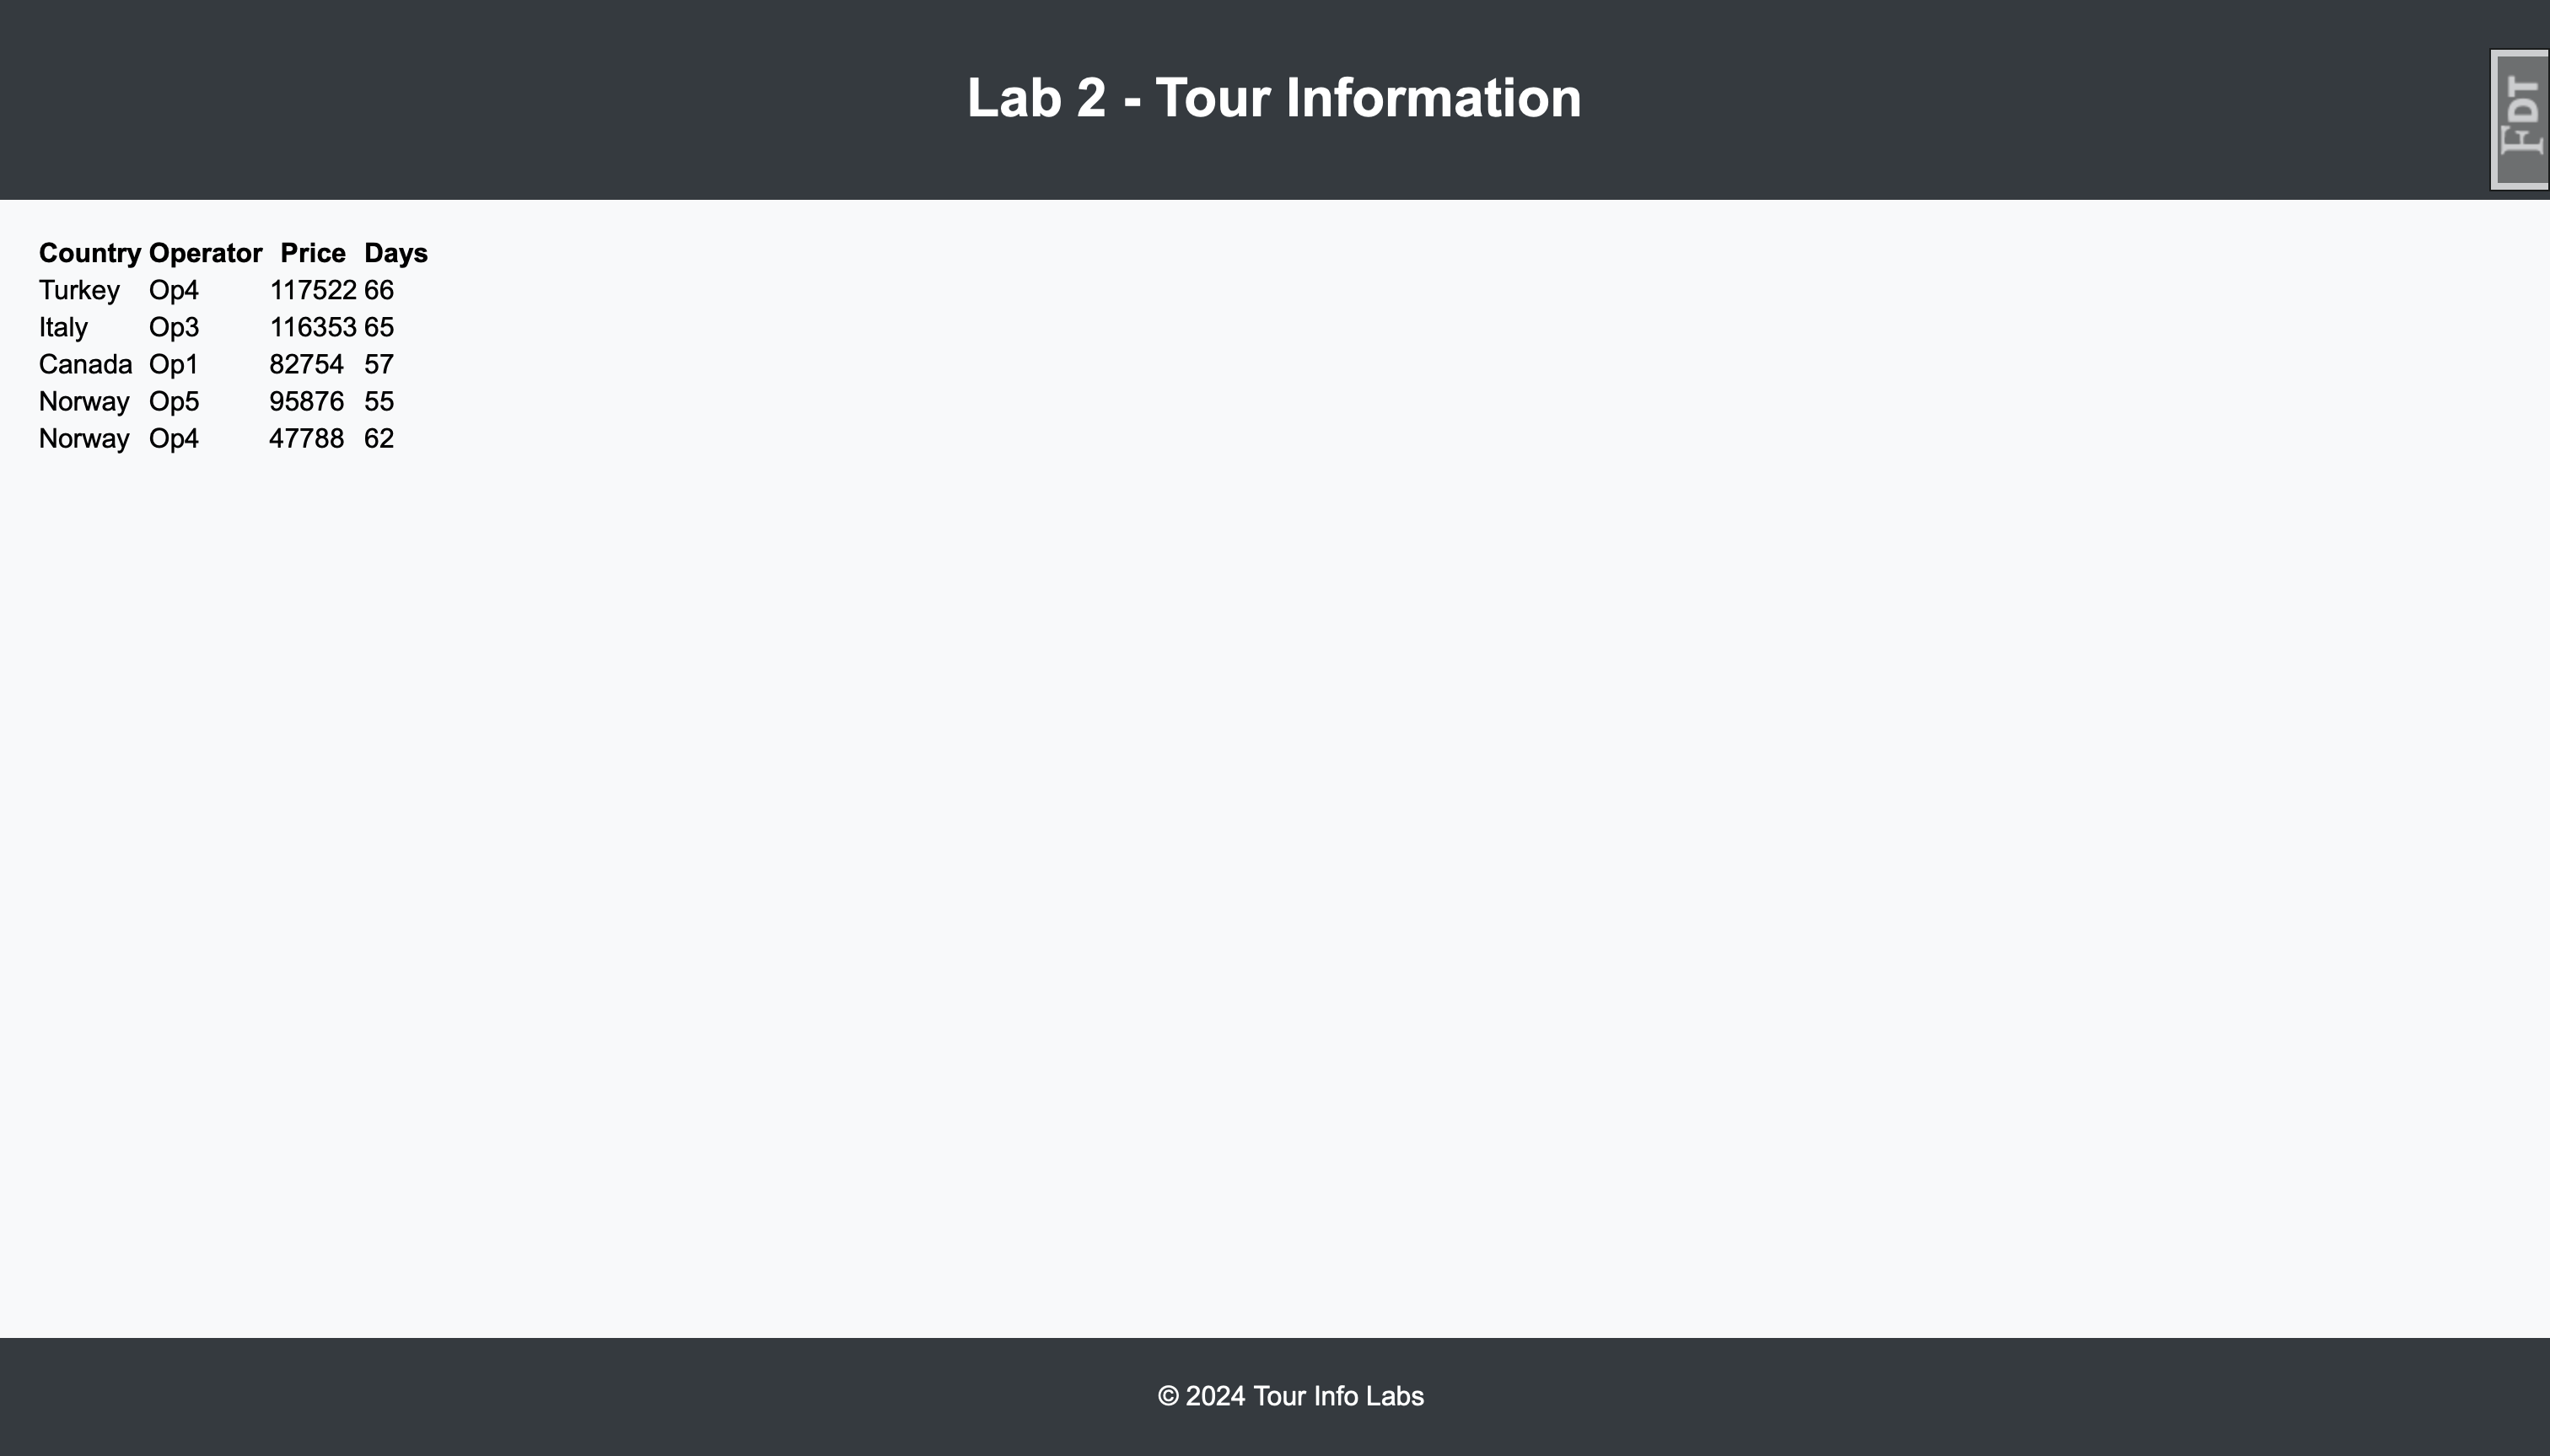 Lab 2 - Tour Information
FDT
Country Operator Price Days
Turkey Op4 117522 66
Italy Op3 116353 65
Canada Op1 82754 57
Norway Op5 95876 55
Norway Op4 47788 62
© 2024 Tour Info Labs